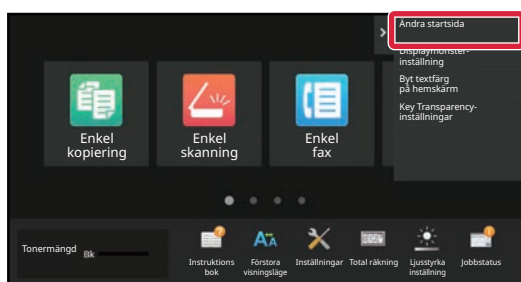 Ändra startsida
Displaymönster-
inställning
Byt textfärg
på hemskärm
Key Transparency-
inställningar
Enkel
kopiering
Enkel
skanning
Enkel
fax
Tonermängd
Bk
Instruktions
bok
Förstora
visningsläge
Inställningar
Total räkning
Ljusstyrka
inställning
Jobbstatus